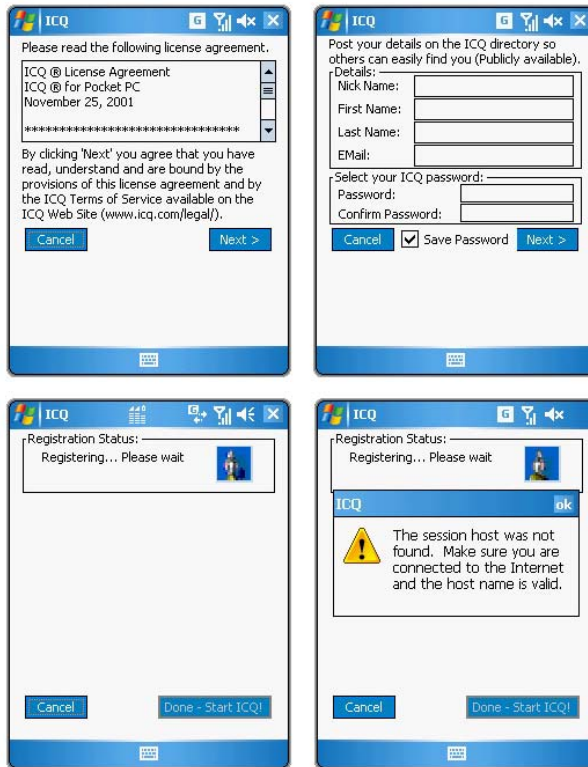 ICQ
G
Please read the following license agreement.
ICQ ® License Agreement
ICQ ® for Pocket PC
November 25, 2001
********************************
By clicking 'Next' you agree that you have
read, understand and are bound by the
provisions of this license agreement and by
the ICQ Terms of Service available on the
ICQ Web Site (www.icq.com/legal/).
Cancel
Next >
ICQ
G
Post your details on the ICQ directory so
others can easily find you (Publicly available).
Details:
Nick Name:
First Name:
Last Name:
EMail:
Select your ICQ password:
Password:
Confirm Password:
Cancel
Save Password
Next >
ICQ
G
Registration Status:
Registering... Please wait
Cancel
Done - Start ICQ!
ICQ
G
Registration Status:
Registering... Please wait
ICQ
ok
The session host was not
found. Make sure you are
connected to the Internet
and the host name is valid.
Cancel
Done - Start ICQ!